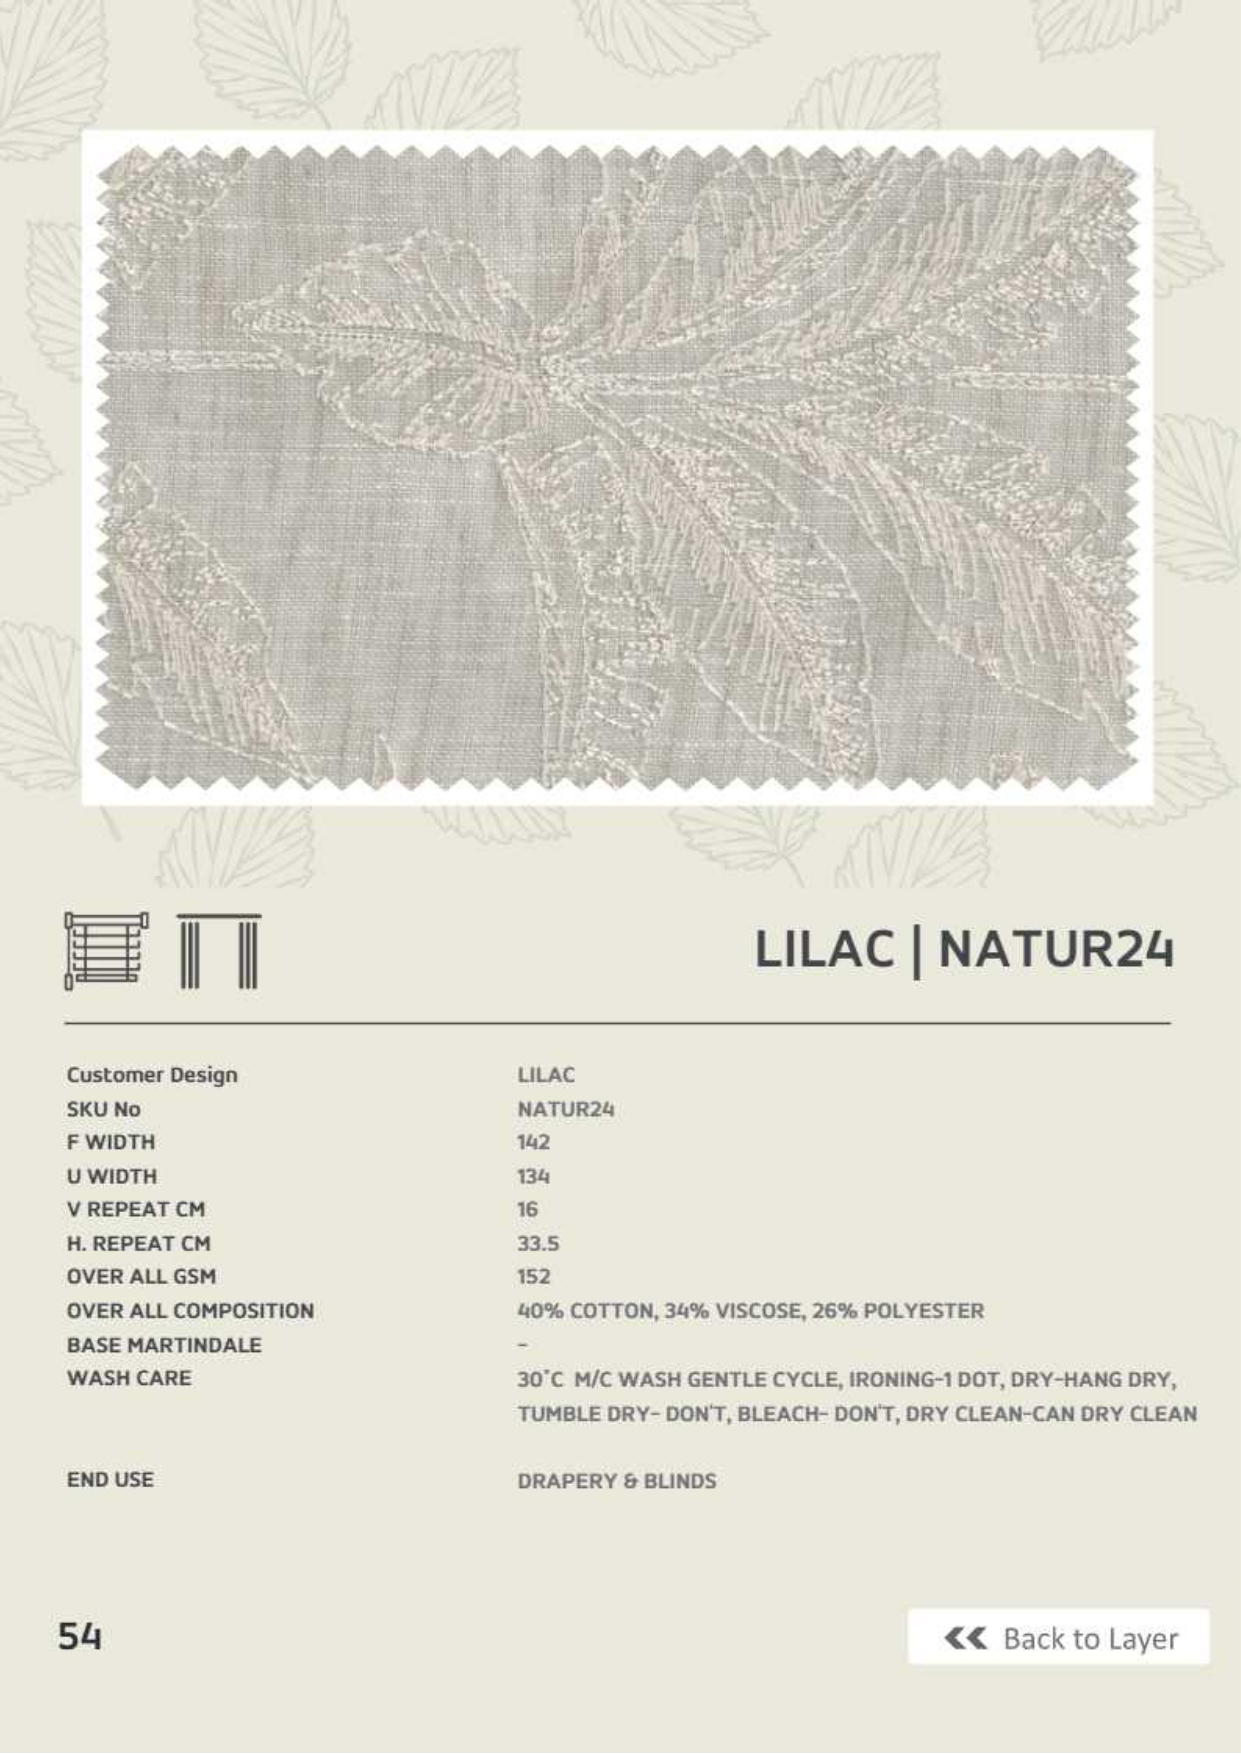 LILAC | NATUR24
Customer Design LILAC
SKU No NATUR24
F WIDTH 142
U WIDTH 134
V REPEAT CM 16
H. REPEAT CM 33.5
OVER ALL GSM 152
OVER ALL COMPOSITION 40% COTTON, 34% VISCOSE, 26% POLYESTER
BASE MARTINDALE -
WASH CARE 30°C M/C WASH GENTLE CYCLE, IRONING-1 DOT, DRY-HANG DRY,
TUMBLE DRY- DON'T, BLEACH- DON'T, DRY CLEAN-CAN DRY CLEAN
END USE DRAPERY & BLINDS
54
Back to Layer